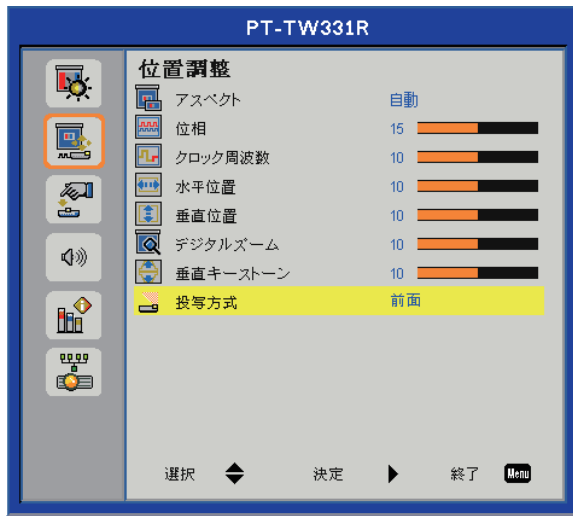 PT-TW331R
位置調整
アスペクト 自動
位相 15
クロック周波数 10
水平位置 10
垂直位置 10
デジタルズーム 10
垂直キーストーン 10
投写方式 前面
選択 決定 終了 Menu